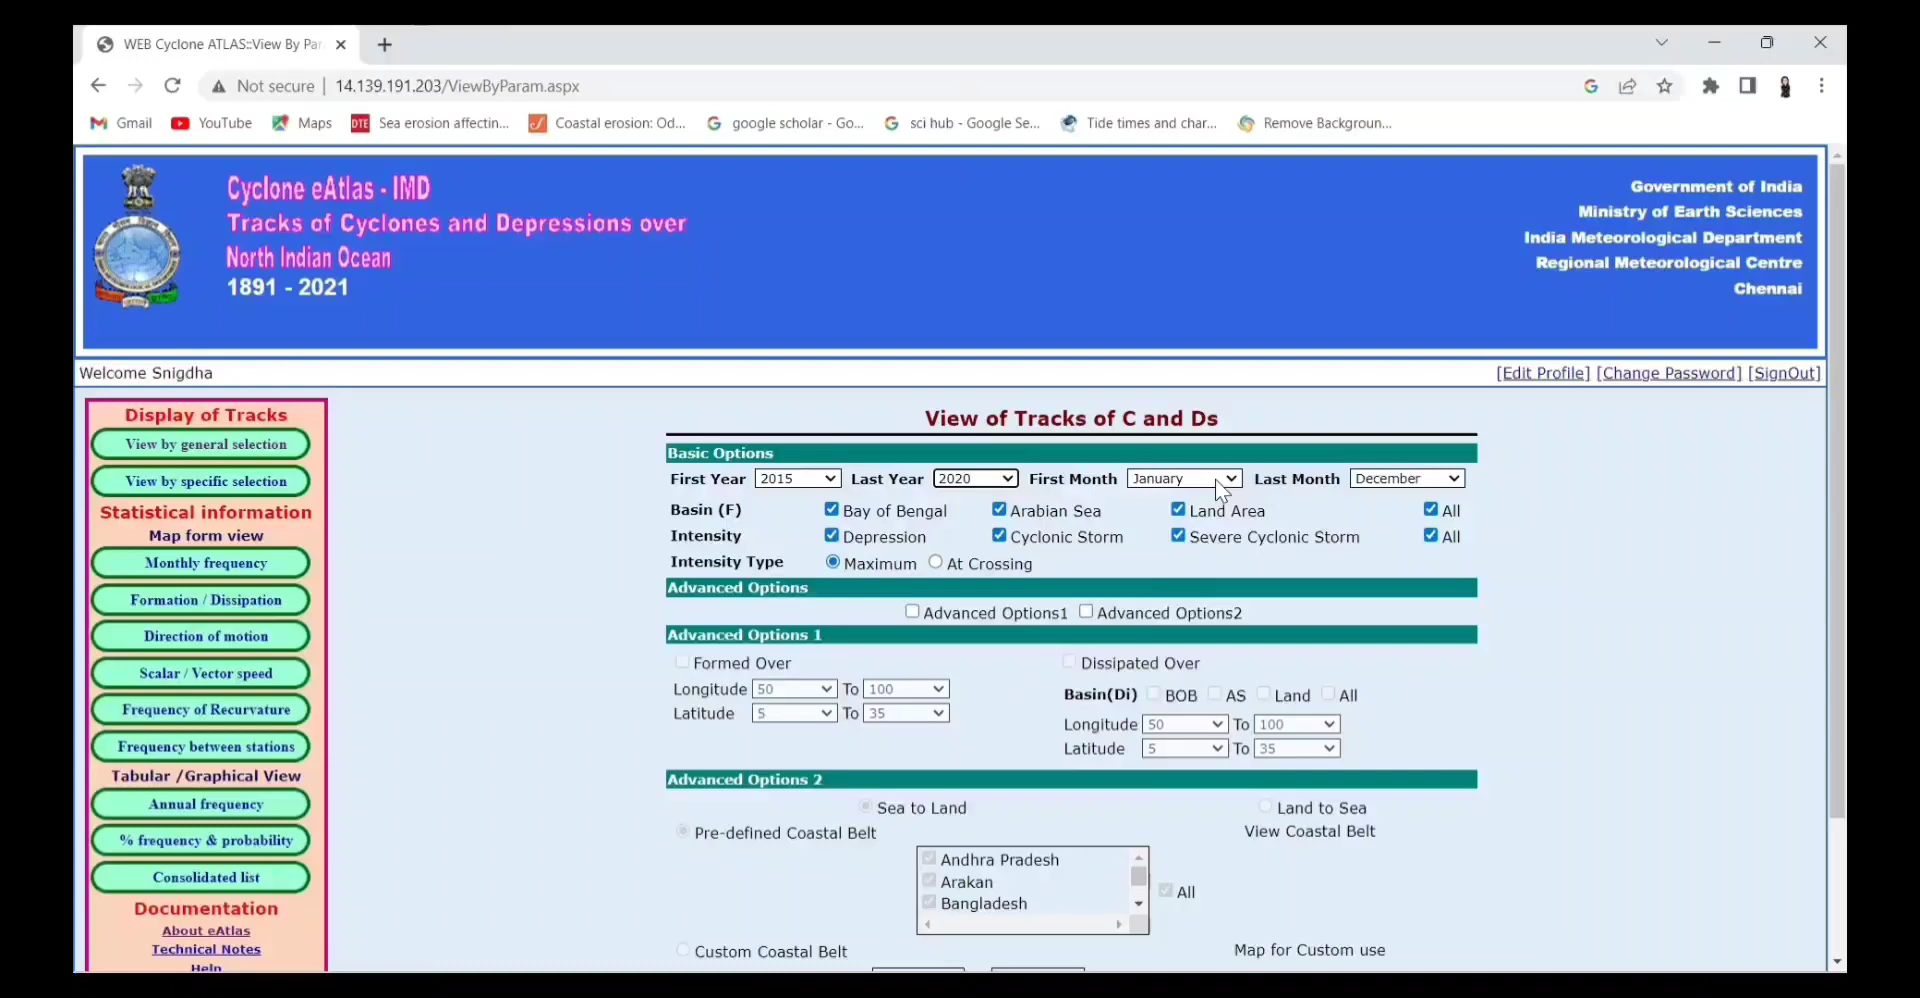 WEB Cyclone ATLAS::View By Par
Not secure | 14.139.191.203/ViewByParam.aspx
Gmail YouTube Maps DTE Sea erosion affectin... Coastal erosion: Od... google scholar - Go... sci hub - Google Se... Tide times and char... Remove Backgroun...
Cyclone eAtlas - IMD
Tracks of Cyclones and Depressions over
North Indian Ocean
1891 - 2021
Government of India
Ministry of Earth Sciences
India Meteorological Department
Regional Meteorological Centre
Chennai
Welcome Snigdha
[Edit Profile] [Change Password] [SignOut]
Display of Tracks
View by general selection
View by specific selection
Statistical information
Map form view
Monthly frequency
Formation / Dissipation
Direction of motion
Scalar / Vector speed
Frequency of Recurvature
Frequency between stations
Tabular /Graphical View
Annual frequency
% frequency & probability
Consolidated list
Documentation
About eAtlas
Technical Notes
Help
View of Tracks of C and Ds
Basic Options
First Year 2015 Last Year 2020 First Month January Last Month December
Basin (F) Bay of Bengal Arabian Sea Land Area All
Intensity Depression Cyclonic Storm Severe Cyclonic Storm All
Intensity Type Maximum At Crossing
Advanced Options
Advanced Options1 Advanced Options2
Advanced Options 1
Formed Over
Longitude 50 To 100
Latitude 5 To 35
Dissipated Over
Basin(Di) BOB AS Land All
Longitude 50 To 100
Latitude 5 To 35
Advanced Options 2
Sea to Land Land to Sea
Pre-defined Coastal Belt View Coastal Belt
Andhra Pradesh
Arakan
Bangladesh
All
Custom Coastal Belt Map for Custom use